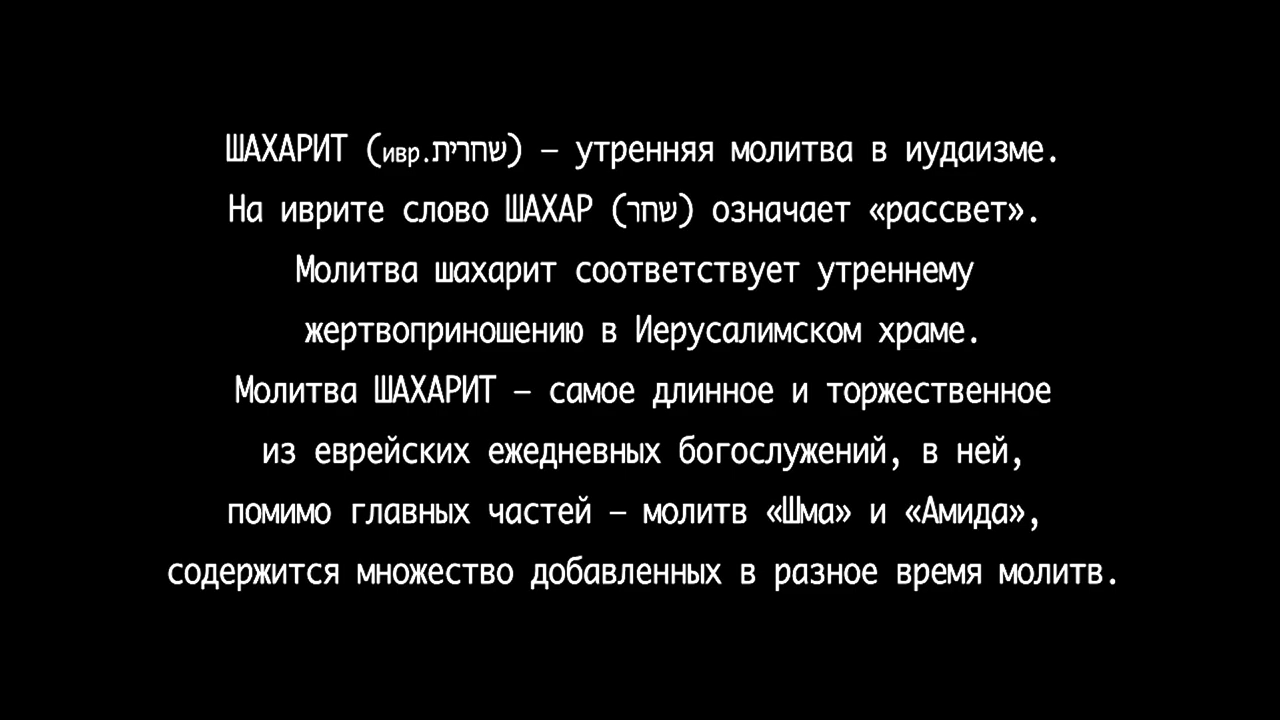 ШАХАРИТ (ивр.שחרית) – утренняя молитва в иудаизме.
На иврите слово ШАХАР (שחר) означает «рассвет».
Молитва шахарит соответствует утреннему
жертвоприношению в Иерусалимском храме.
Молитва ШАХАРИТ – самое длинное и торжественное
из еврейских ежедневных богослужений, в ней,
помимо главных частей – молитв «Шма» и «Амида»,
содержится множество добавленных в разное время молитв.